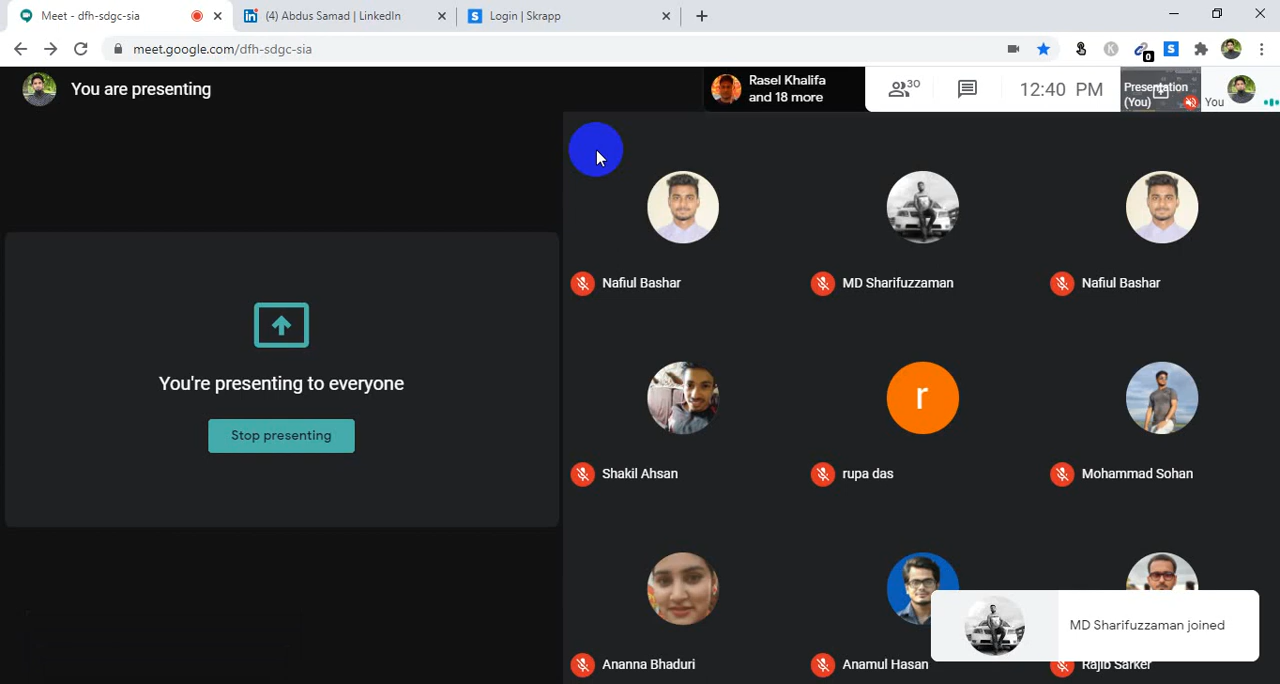 Meet - dfh-sdgc-sia
(4) Abdus Samad | LinkedIn
S Login | Skrapp
meet.google.com/dfh-sdgc-sia
K
0
S
You are presenting
Rasel Khalifa
and 18 more
30
12:40 PM
Presentation
(You)
You
Nafiul Bashar
MD Sharifuzzaman
Nafiul Bashar
You're presenting to everyone
Stop presenting
r
Shakil Ahsan
rupa das
Mohammad Sohan
MD Sharifuzzaman joined
Ananna Bhaduri
Anamul Hasan
Rajib Sarker